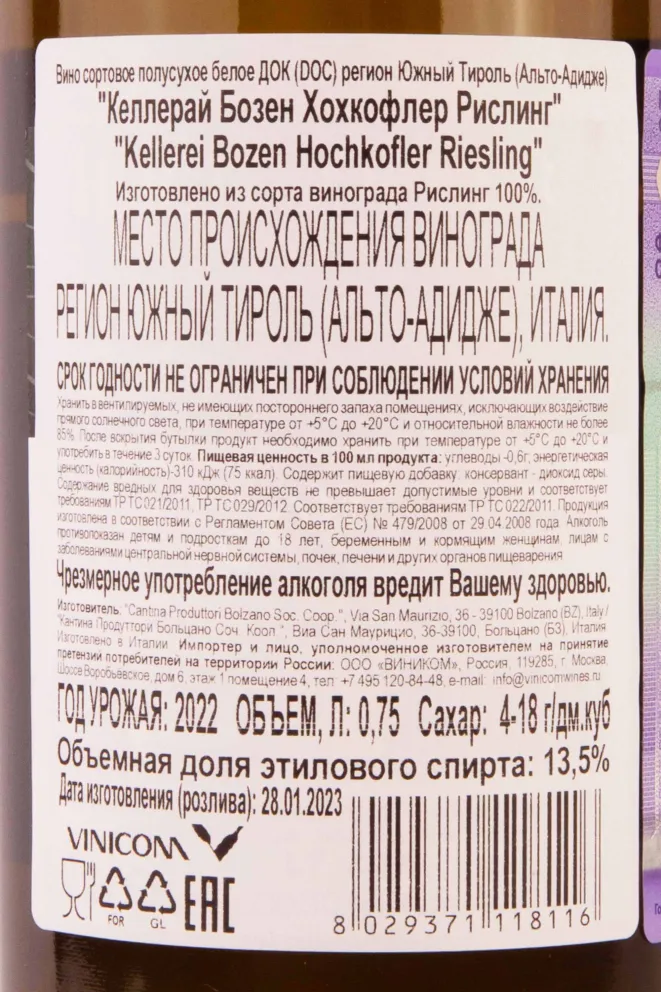 Вино сортовое полусухое белое ДОК (DOC) регион Южный Тироль (Альто-Адидже)
"Келлерай Бозен Хохкофлер Рислинг"
"Kellerei Bozen Hochkofler Riesling"
Изготовлено из сорта винограда Рислинг 100%.
МЕСТО ПРОИСХОЖДЕНИЯ ВИНОГРАДА
РЕГИОН ЮЖНЫЙ ТИРОЛЬ (АЛЬТО-АДИДЖЕ), ИТАЛИЯ.
СРОК ГОДНОСТИ НЕ ОГРАНИЧЕН ПРИ СОБЛЮДЕНИИ УСЛОВИЙ ХРАНЕНИЯ
Хранить в вентилируемых, не имеющих постороннего запаха помещениях, исключающих воздействие
прямого солнечного света, при температуре от +5°C до +20°C и относительной влажности не более
85%. После вскрытия бутылки продукт необходимо хранить при температуре от +5°C до +20°C и
употребить в течение 3 суток. Пищевая ценность в 100 мл продукта: углеводы -0,6г, энергетическая
ценность (калорийность)-310 кДж (75 ккал). Содержит пищевую добавку: консервант - диоксид серы.
Содержание вредных для здоровья веществ не превышает допустимые уровни и соответствует
требованиям ТР ТС 021/2011, ТР ТС 029/2012. Соответствует требованиям ТР ТС 022/2011. Продукция
изготовлена в соответствии с Регламентом Совета (ЕС) № 479/2008 от 29.04.2008 года. Алкоголь
противопоказан детям и подросткам до 18 лет, беременным и кормящим женщинам, лицам с
заболеваниями центральной нервной системы, почек, печени и других органов пищеварения
Чрезмерное употребление алкоголя вредит Вашему здоровью.
Изготовитель: "Cantina Produttori Bolzano Soc. Coop.", Via San Maurizio, 36 - 39100 Bolzano (BZ), Italy /
"Кантина Продуттори Больцано Соч. Кооп.", Виа Сан Маурицио, 36-39100, Больцано (БЗ), Италия.
Изготовлено в Италии. Импортер и лицо, уполномоченное изготовителем на принятие
претензий потребителей на территории России: ООО «ВИНИКОМ», Россия, 119285, г. Москва,
Шоссе Воробьевское, дом 6, этаж 1 помещение 4, тел: +7 495 120-84-48, e-mail: info@vinicomwines.ru
ГОД УРОЖАЯ: 2022 ОБЪЕМ, Л: 0,75 Сахар: 4-18 г/дм.куб
Объемная доля этилового спирта: 13,5%
Дата изготовления (розлива): 28.01.2023
VINICOM
FOR GL EAC
8 029371 118116